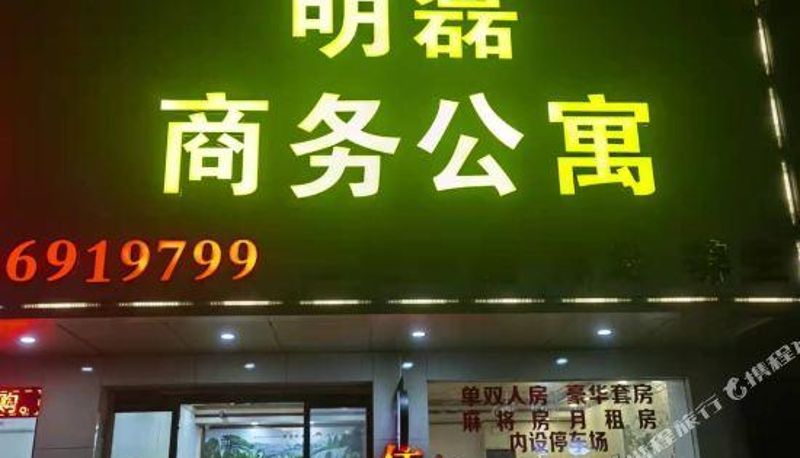 明磊
商务公寓
6919799
单双人房 豪华套房
麻将房月租房
内设停车场
购
携程旅行